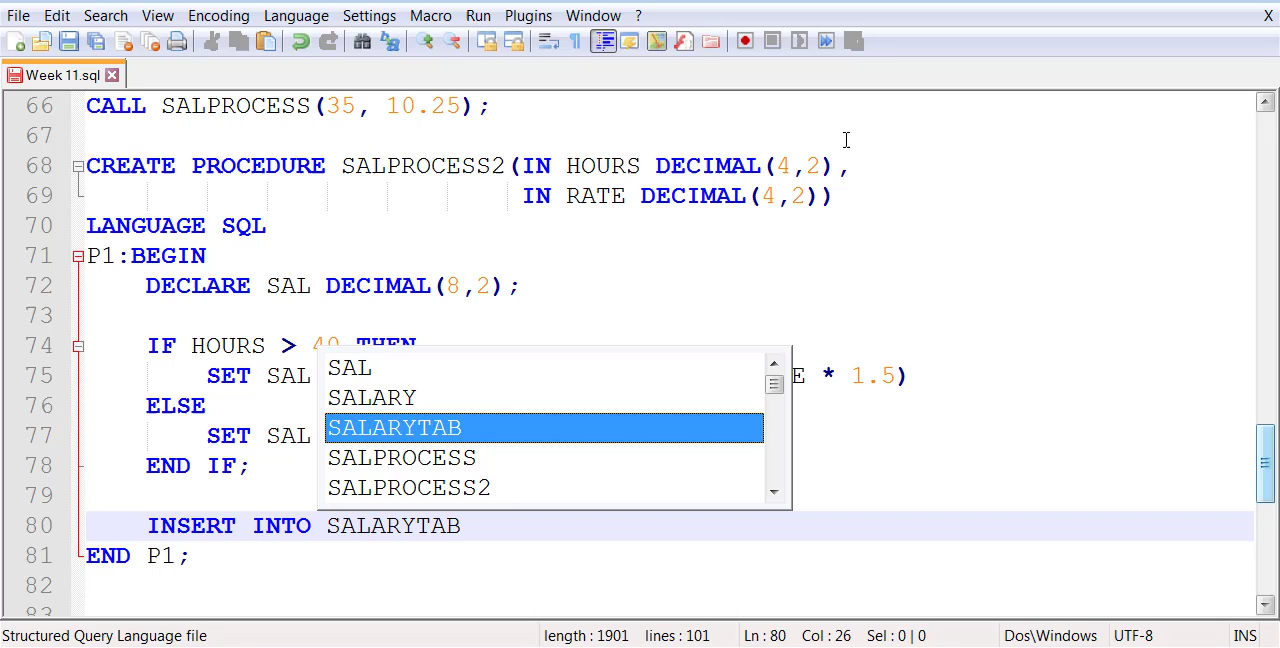 File Edit Search View Encoding Language Settings Macro Run Plugins Window ? X
Week 11.sql
66 CALL SALPROCESS(35, 10.25);
67
68 CREATE PROCEDURE SALPROCESS2(IN HOURS DECIMAL(4,2),
69 IN RATE DECIMAL(4,2))
70 LANGUAGE SQL
71 P1:BEGIN
72 DECLARE SAL DECIMAL(8,2);
73
74 IF HOURS > 40 THEN
75 SET SAL E * 1.5)
76 ELSE
77 SET SAL
78 END IF;
79
80 INSERT INTO SALARYTAB
81 END P1;
82
83
SAL
SALARY
SALARYTAB
SALPROCESS
SALPROCESS2
Structured Query Language file length : 1901 lines : 101 Ln : 80 Col : 26 Sel : 0 | 0 Dos\Windows UTF-8 INS